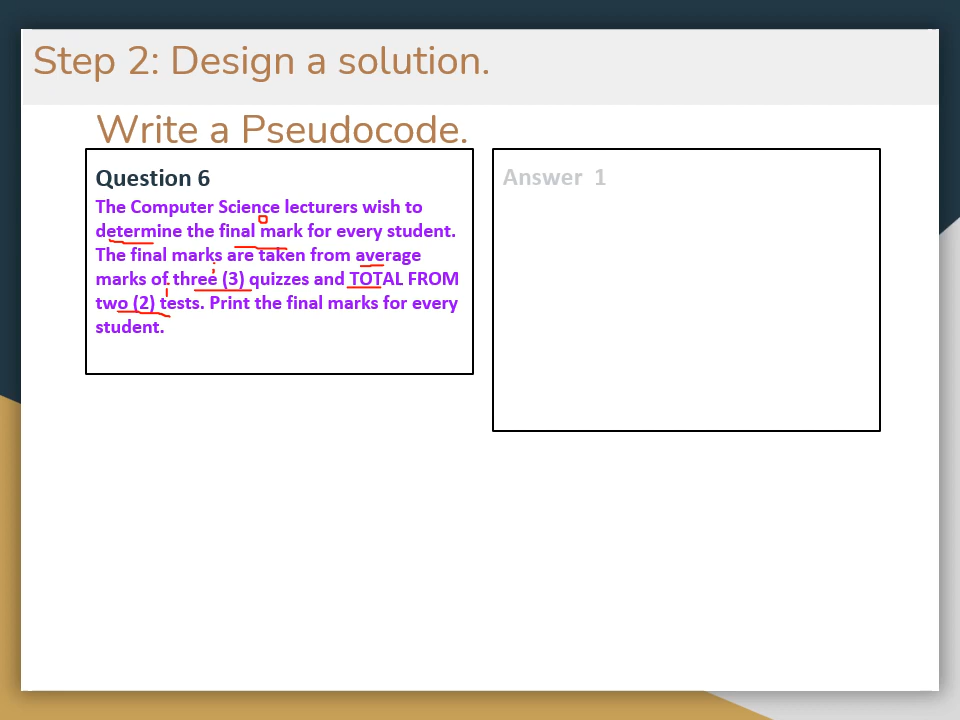 Step 2: Design a solution.
Write a Pseudocode.
Question 6
The Computer Science lecturers wish to
determine the final mark for every student.
The final marks are taken from average
marks of three (3) quizzes and TOTAL FROM
two (2) tests. Print the final marks for every
student.
Answer 1